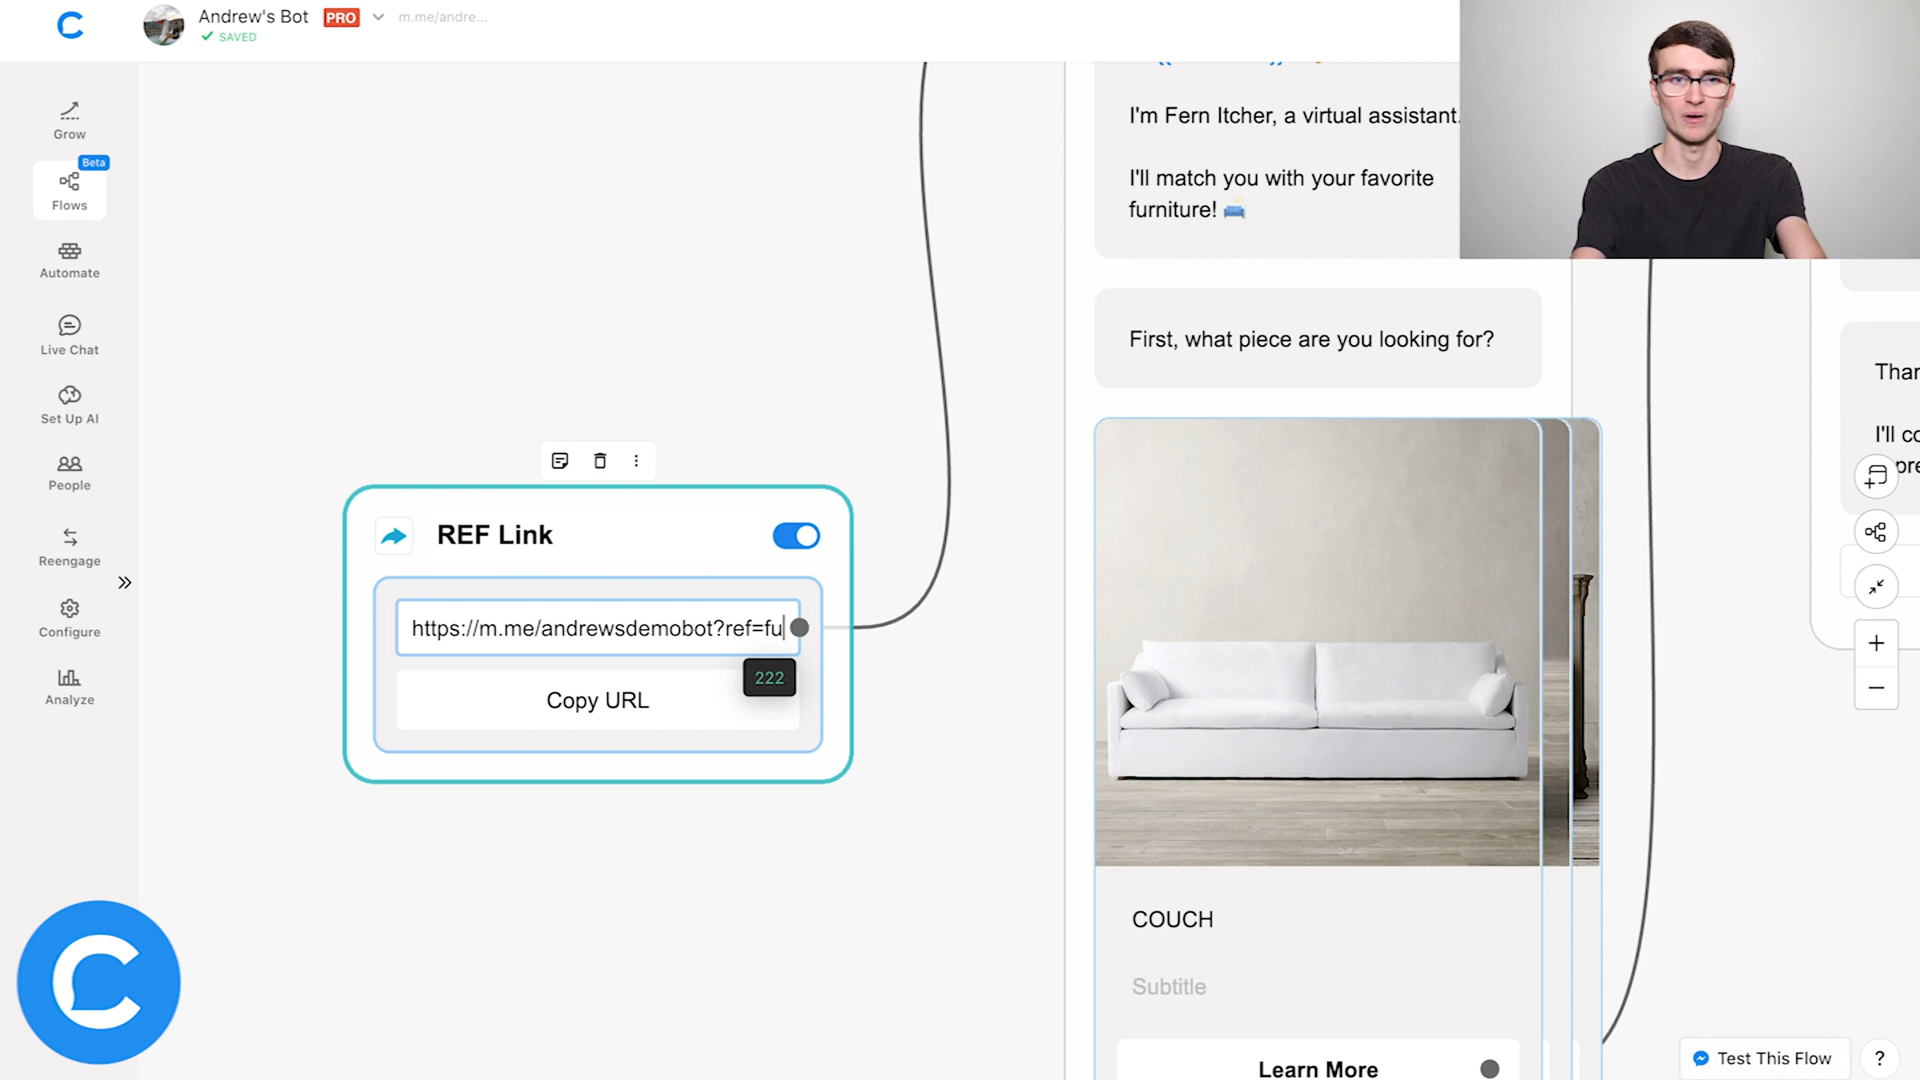 Andrew's Bot PRO m.me/andre...
SAVED
Grow
Beta
Flows
Automate
Live Chat
Set Up AI
People
Reengage
Configure
Analyze
REF Link
https://m.me/andrewsdemobot?ref=fu
222
Copy URL
I'm Fern Itcher, a virtual assistant.
I'll match you with your favorite
furniture!
First, what piece are you looking for?
COUCH
Subtitle
Learn More
Test This Flow
?